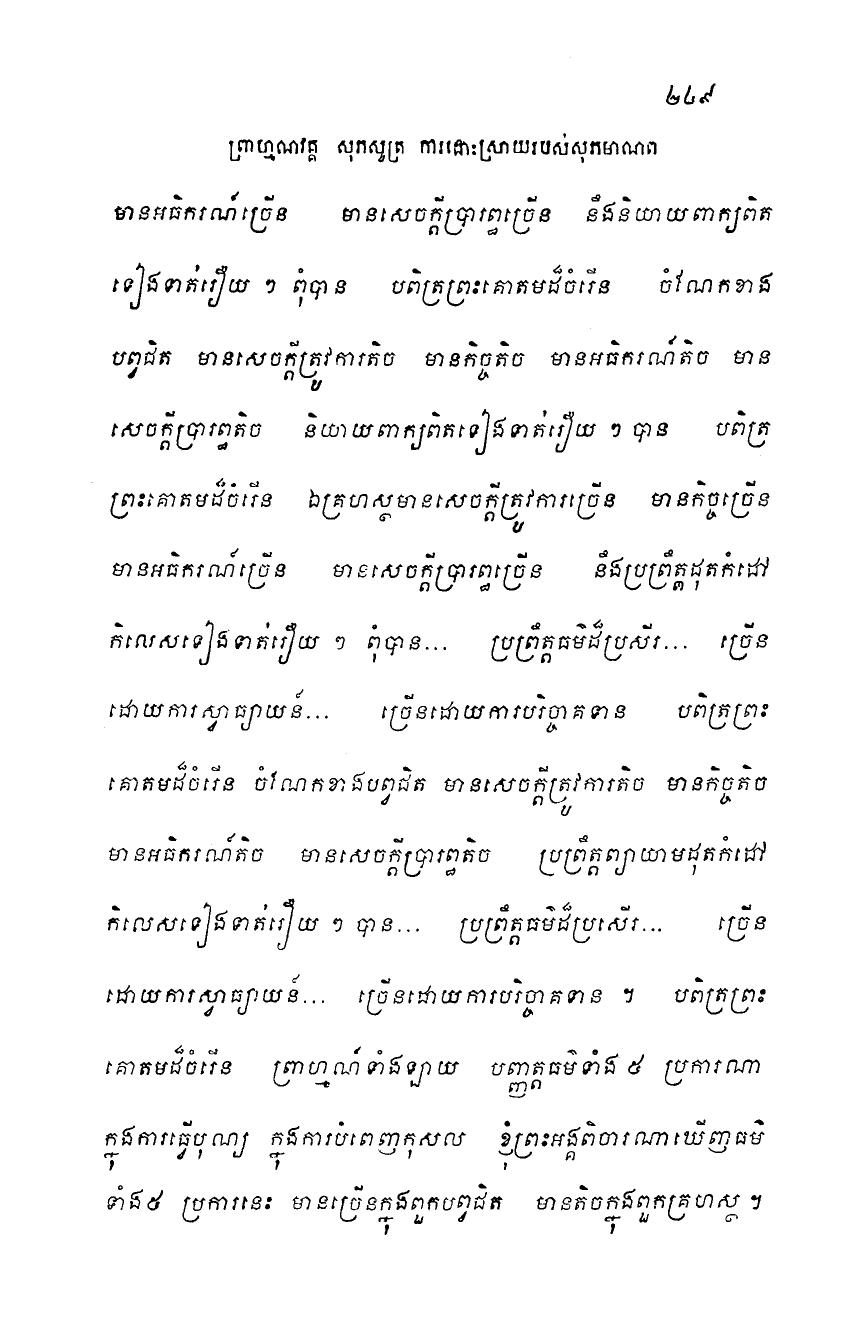 ២៤៩
ព្រាហ្មណវគ្គ សុភសូត្រ ការដោះស្រាយរបស់សុភមាណព
មានអធិករណ៍ច្រើន មានសេចក្តីប្រារព្ធច្រើន នឹងនិយាយពាក្យពិត
ទៀងទាត់រឿយ ៗ ពុំបាន បពិត្រព្រះគោតមដ៏ចំរើន ចំណែកខាង
បព្វជិត មានសេចក្តីត្រូវការតិច មានកិច្ចតិច មានអធិករណ៍តិច មាន
សេចក្តីប្រារព្ធតិច និយាយពាក្យពិតទៀងទាត់រឿយ ៗ បាន បពិត្រ
ព្រះគោតមដ៏ចំរើន ឯគ្រហស្ថមានសេចក្តីត្រូវការច្រើន មានកិច្ចច្រើន
មានអធិករណ៍ច្រើន មានសេចក្តីប្រារព្ធច្រើន នឹងប្រព្រឹត្តដុតកំដៅ
កិលេសទៀងទាត់រឿយ ៗ ពុំបាន... ប្រព្រឹត្តធម៌ដ៏ប្រសើរ... ច្រើន
ដោយការស្វាធ្យាយន៍... ច្រើនដោយការបរិច្ចាគទាន បពិត្រព្រះ
គោតមដ៏ចំរើន ចំណែកខាងបព្វជិត មានសេចក្តីត្រូវការតិច មានកិច្ចតិច
មានអធិករណ៍តិច មានសេចក្តីប្រារព្ធតិច ប្រព្រឹត្តព្យាយាមដុតកំដៅ
កិលេសទៀងទាត់រឿយ ៗ បាន... ប្រព្រឹត្តធម៌ដ៏ប្រសើរ... ច្រើន
ដោយការស្វាធ្យាយន៍... ច្រើនដោយការបរិច្ចាគទាន ។ បពិត្រព្រះ
គោតមដ៏ចំរើន ព្រាហ្មណ៍ទាំងឡាយ បញ្ញត្តធម៌ទាំង ៥ ប្រការណា
ក្នុងការធ្វើបុណ្យ ក្នុងការបំពេញកុសល ខ្ញុំព្រះអង្គពិចារណាឃើញធម៌
ទាំង៥ ប្រការនេះ មានច្រើនក្នុងពួកបព្វជិត មានតិចក្នុងពួកគ្រហស្ថ ។